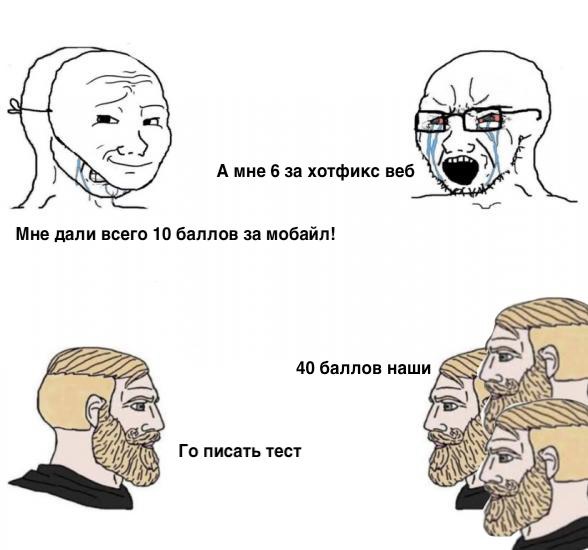 А мне 6 за хотфикс веб
Мне дали всего 10 баллов за мобайл!
40 баллов наши
Го писать тест